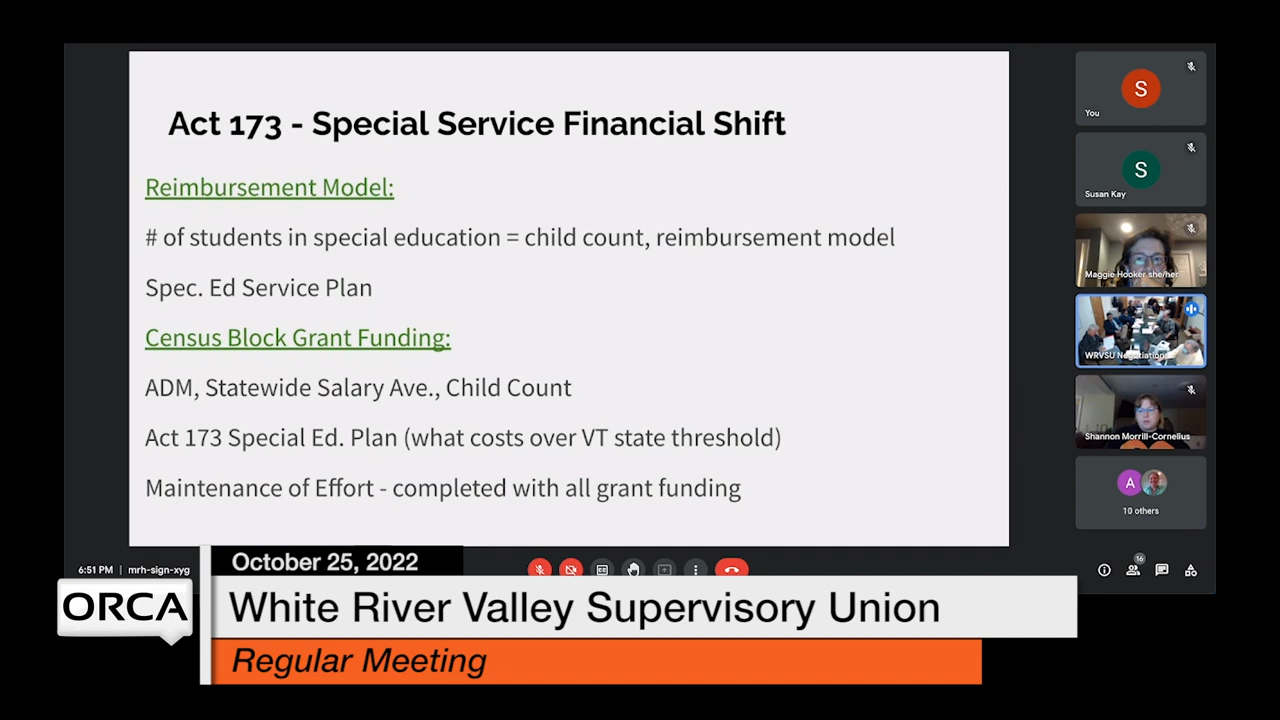 Act 173 - Special Service Financial Shift
Reimbursement Model:
# of students in special education = child count, reimbursement model
Spec. Ed Service Plan
Census Block Grant Funding:
ADM, Statewide Salary Ave., Child Count
Act 173 Special Ed. Plan (what costs over VT state threshold)
Maintenance of Effort - completed with all grant funding
S
You
S
Susan Kay
Maggie Hooker she/her
WRVSU Negotiations
Shannon Morrill-Cornelius
A
10 others
6:51 PM | mrh-sign-xyg
16
October 25, 2022
ORCA
White River Valley Supervisory Union
Regular Meeting